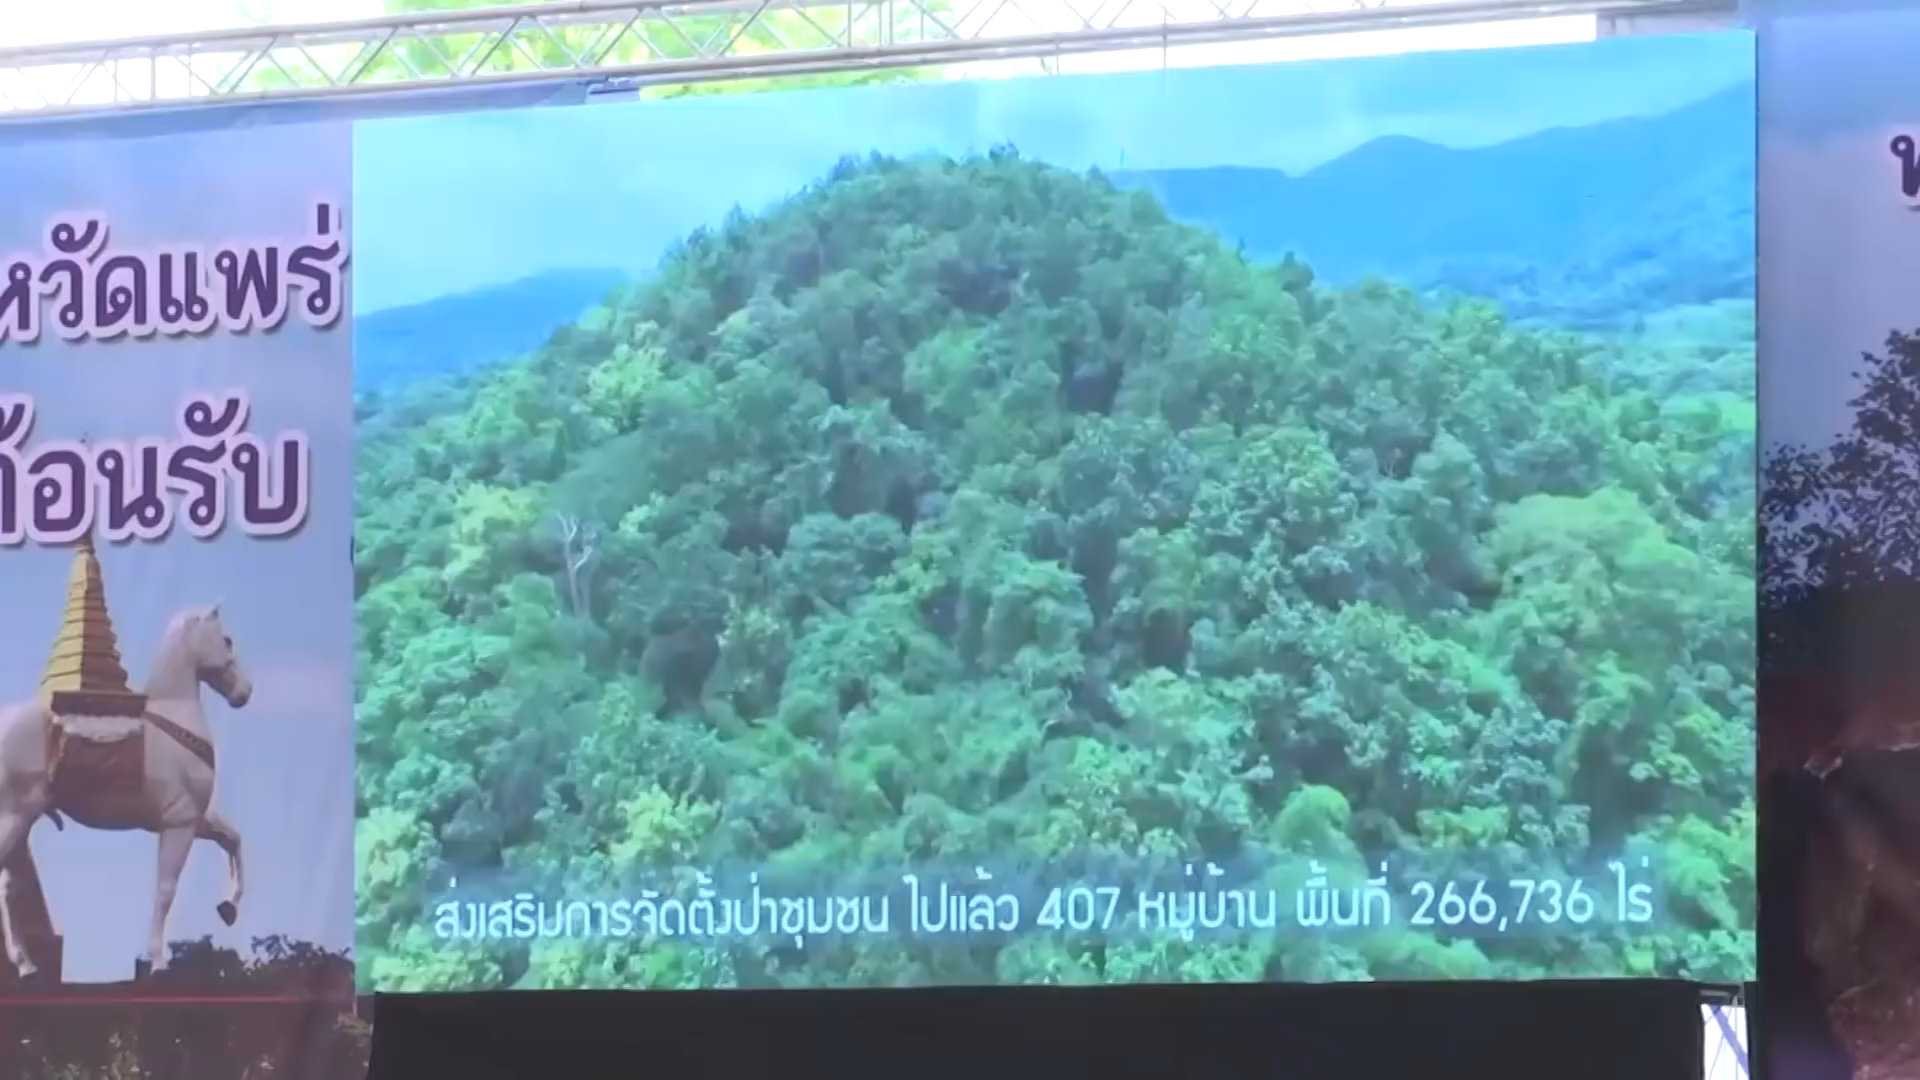 หวัดแพร่
ต้อนรับ
ส่งเสริมการจัดตั้งป่าชุมชน ไปแล้ว 407 หมู่บ้าน พื้นที่ 266,736 ไร่